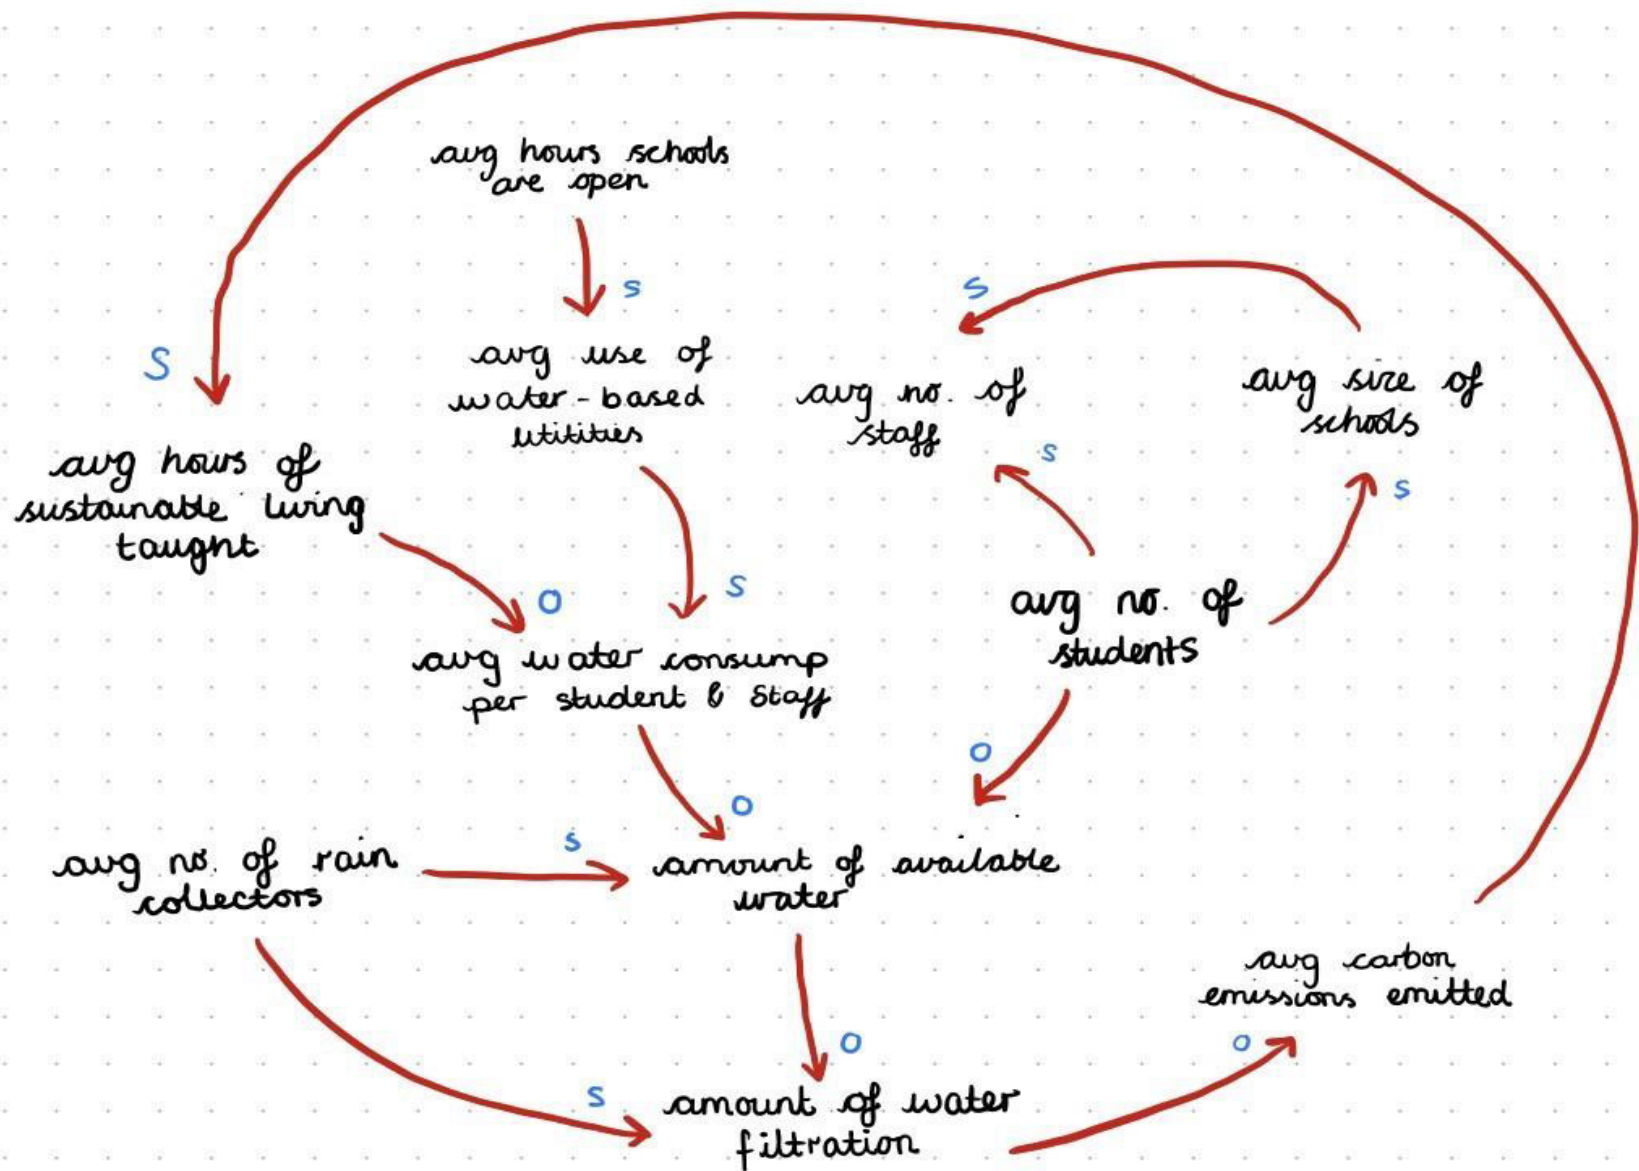 avg hours schools
are open
s
s
S
avg use of
water-based
utitities
avg no. of
staff
avg size of
schools
s
s
avg hours of
sustainable living
taught
O
s
avg no. of
students
avg water consump
per student & staff
o
o
s
avg no. of rain
collectors
amount of available
water
avg carbon
emissions emitted
o
o
s
amount of water
filtration